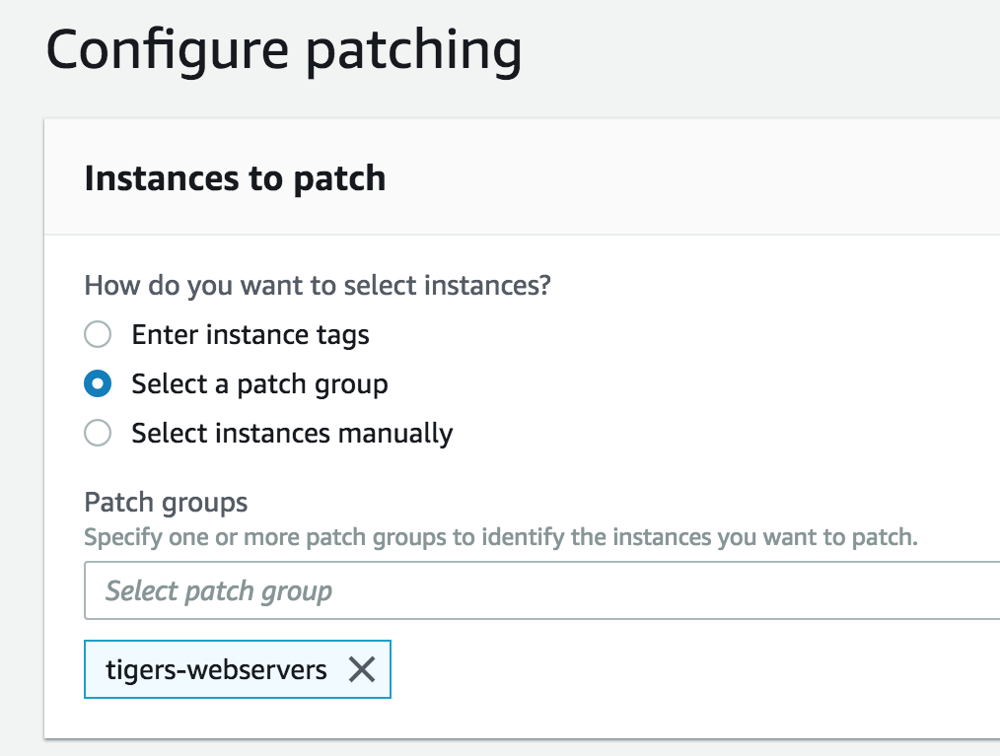 Configure patching
Instances to patch
How do you want to select instances?
Enter instance tags
Select a patch group
Select instances manually
Patch groups
Specify one or more patch groups to identify the instances you want to patch.
Select patch group
tigers-webservers